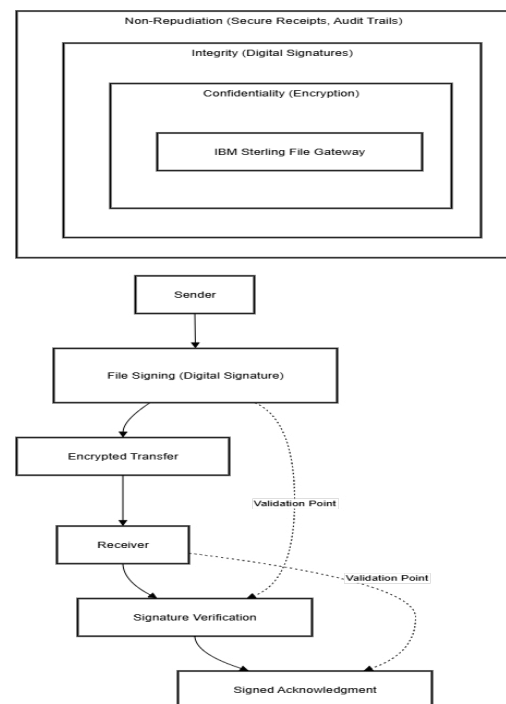 Non-Repudiation (Secure Receipts, Audit Trails)
Integrity (Digital Signatures)
Confidentiality (Encryption)
IBM Sterling File Gateway
Sender
File Signing (Digital Signature)
Encrypted Transfer
Validation Point
Receiver
Validation Point
Signature Verification
Signed Acknowledgment